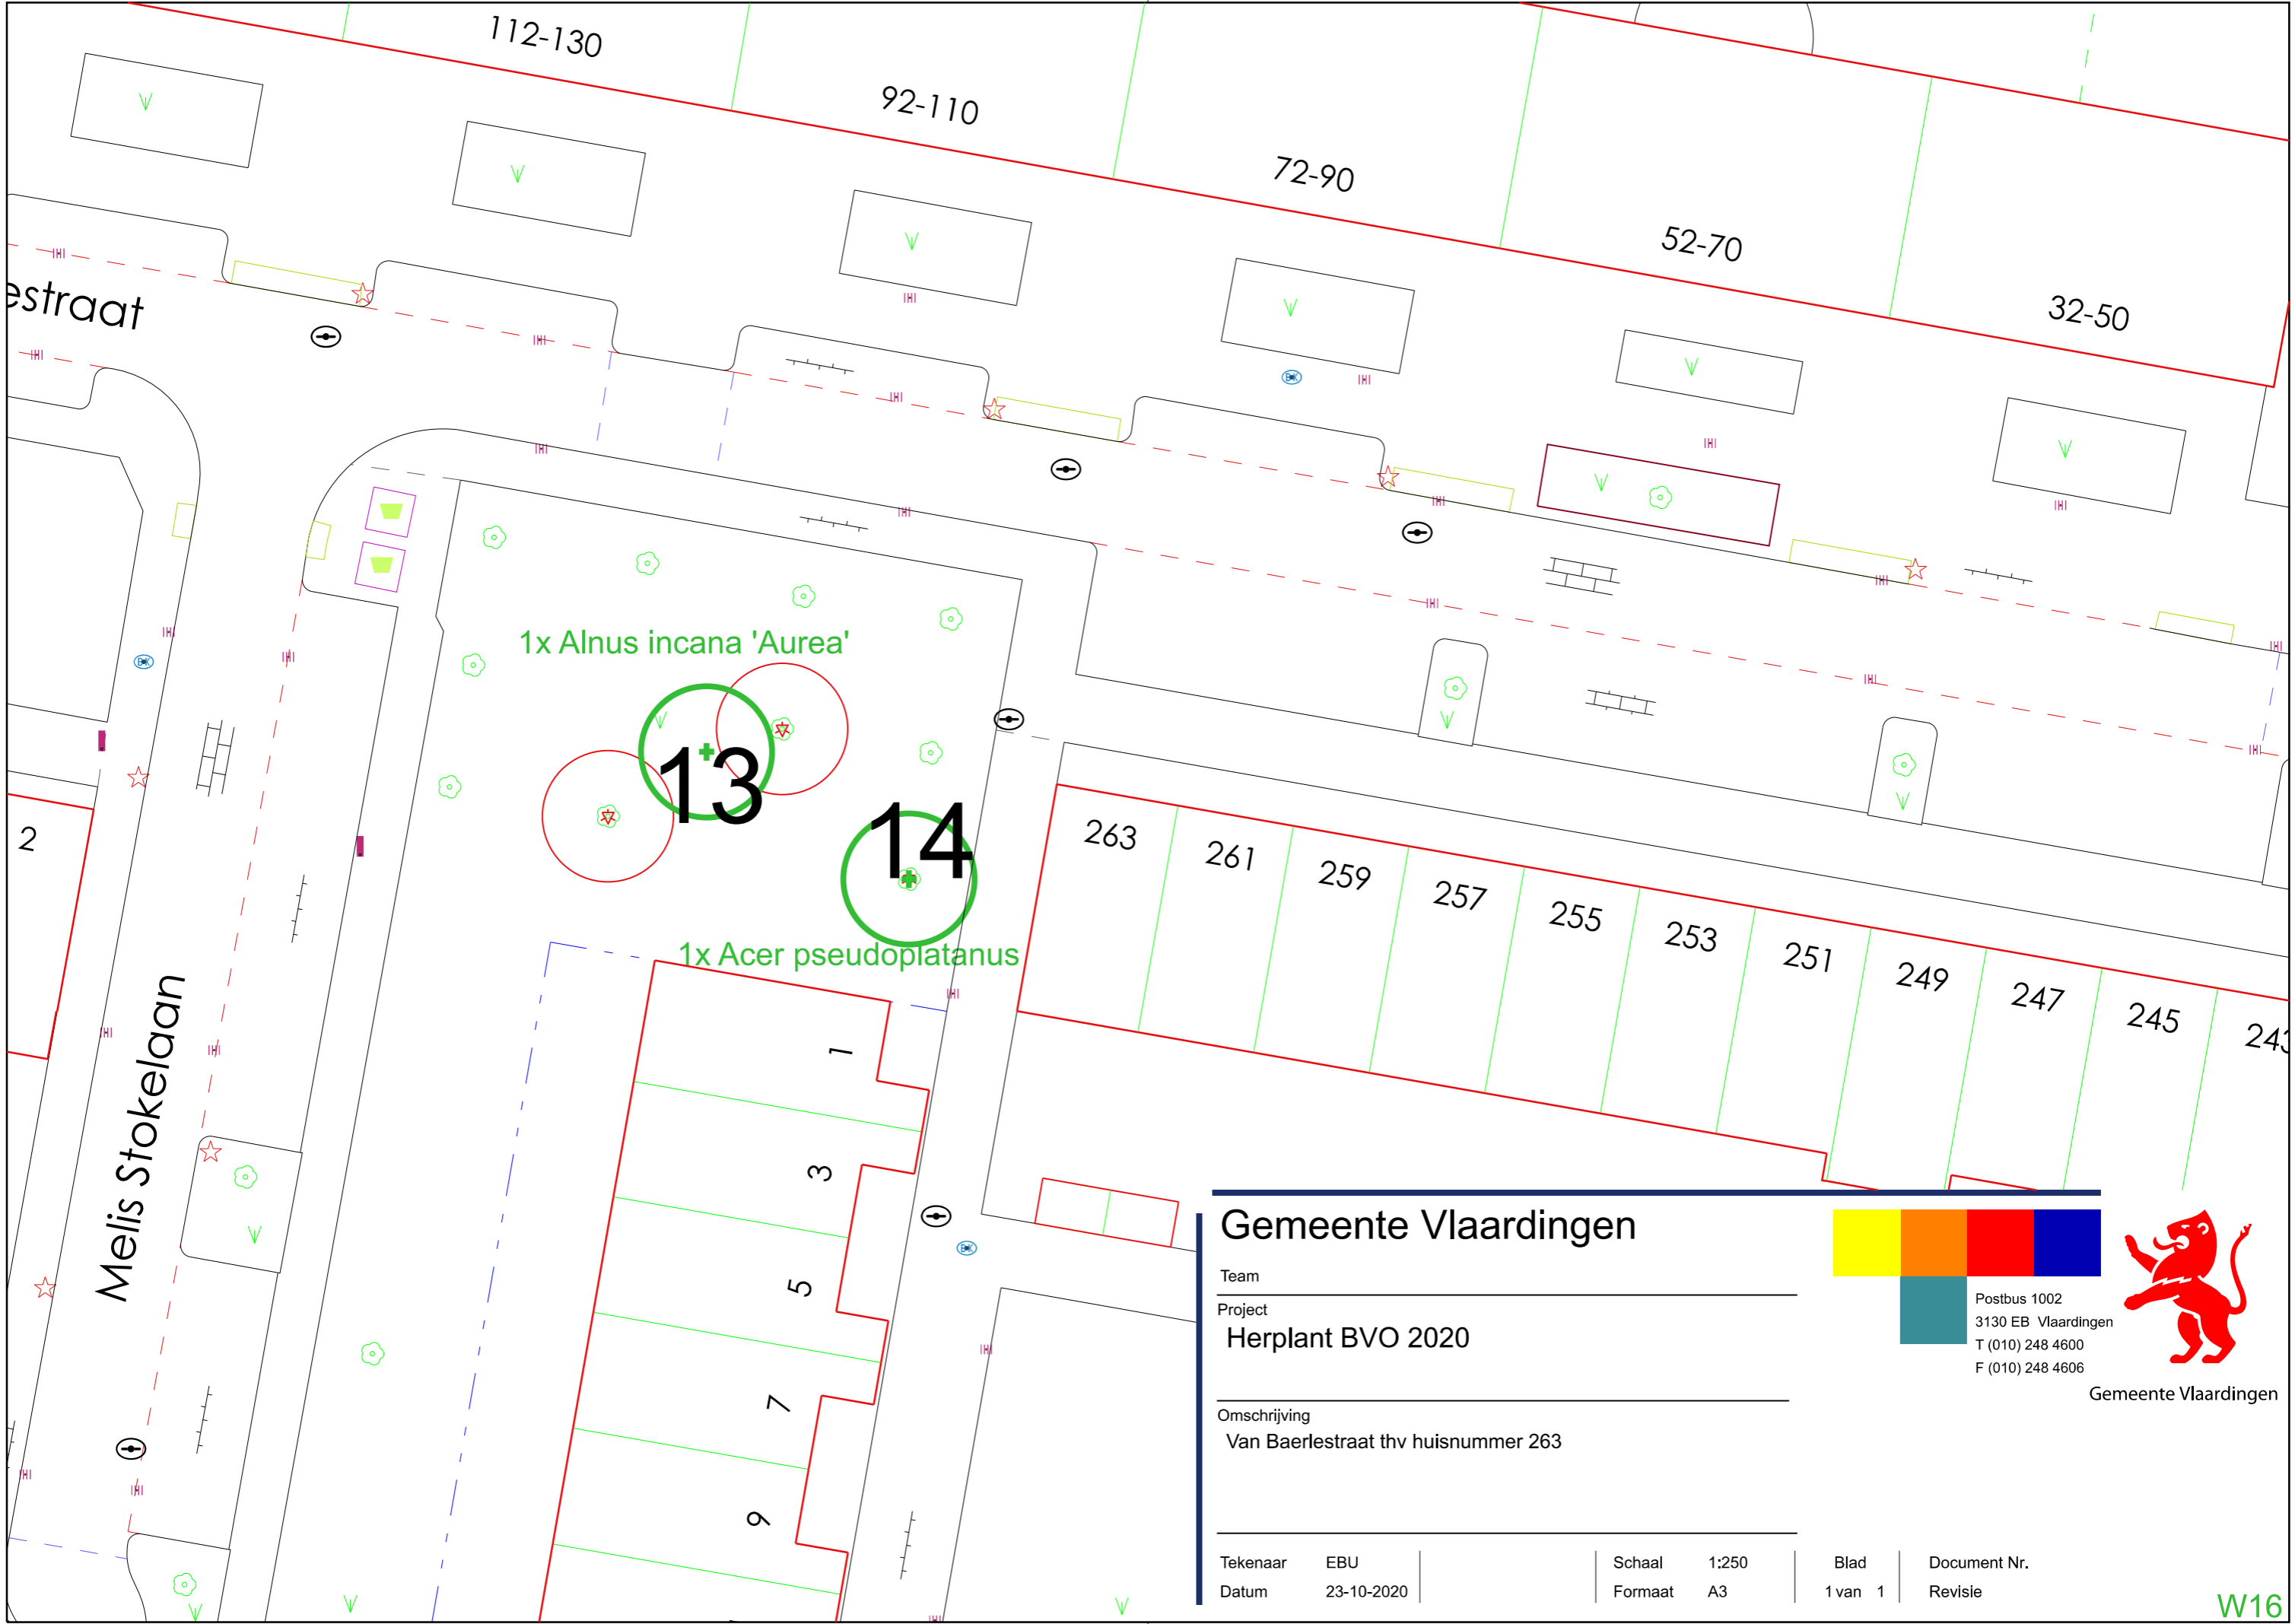 112-130
92-110
72-90
52-70
32-50
estraat
1x Alnus incana 'Aurea'
13
14
1x Acer pseudoplatanus
2
263
261
259
257
255
253
251
249
247
245
243
Melis Stokelaan
1
3
5
7
9
Gemeente Vlaardingen
Team
Project
Herplant BVO 2020
Postbus 1002
3130 EB Vlaardingen
T (010) 248 4600
F (010) 248 4606
Gemeente Vlaardingen
Omschrijving
Van Baerlestraat thv huisnummer 263
Tekenaar EBU Schaal 1:250 Blad Document Nr.
Datum 23-10-2020 Formaat A3 1 van 1 Revisie
W16